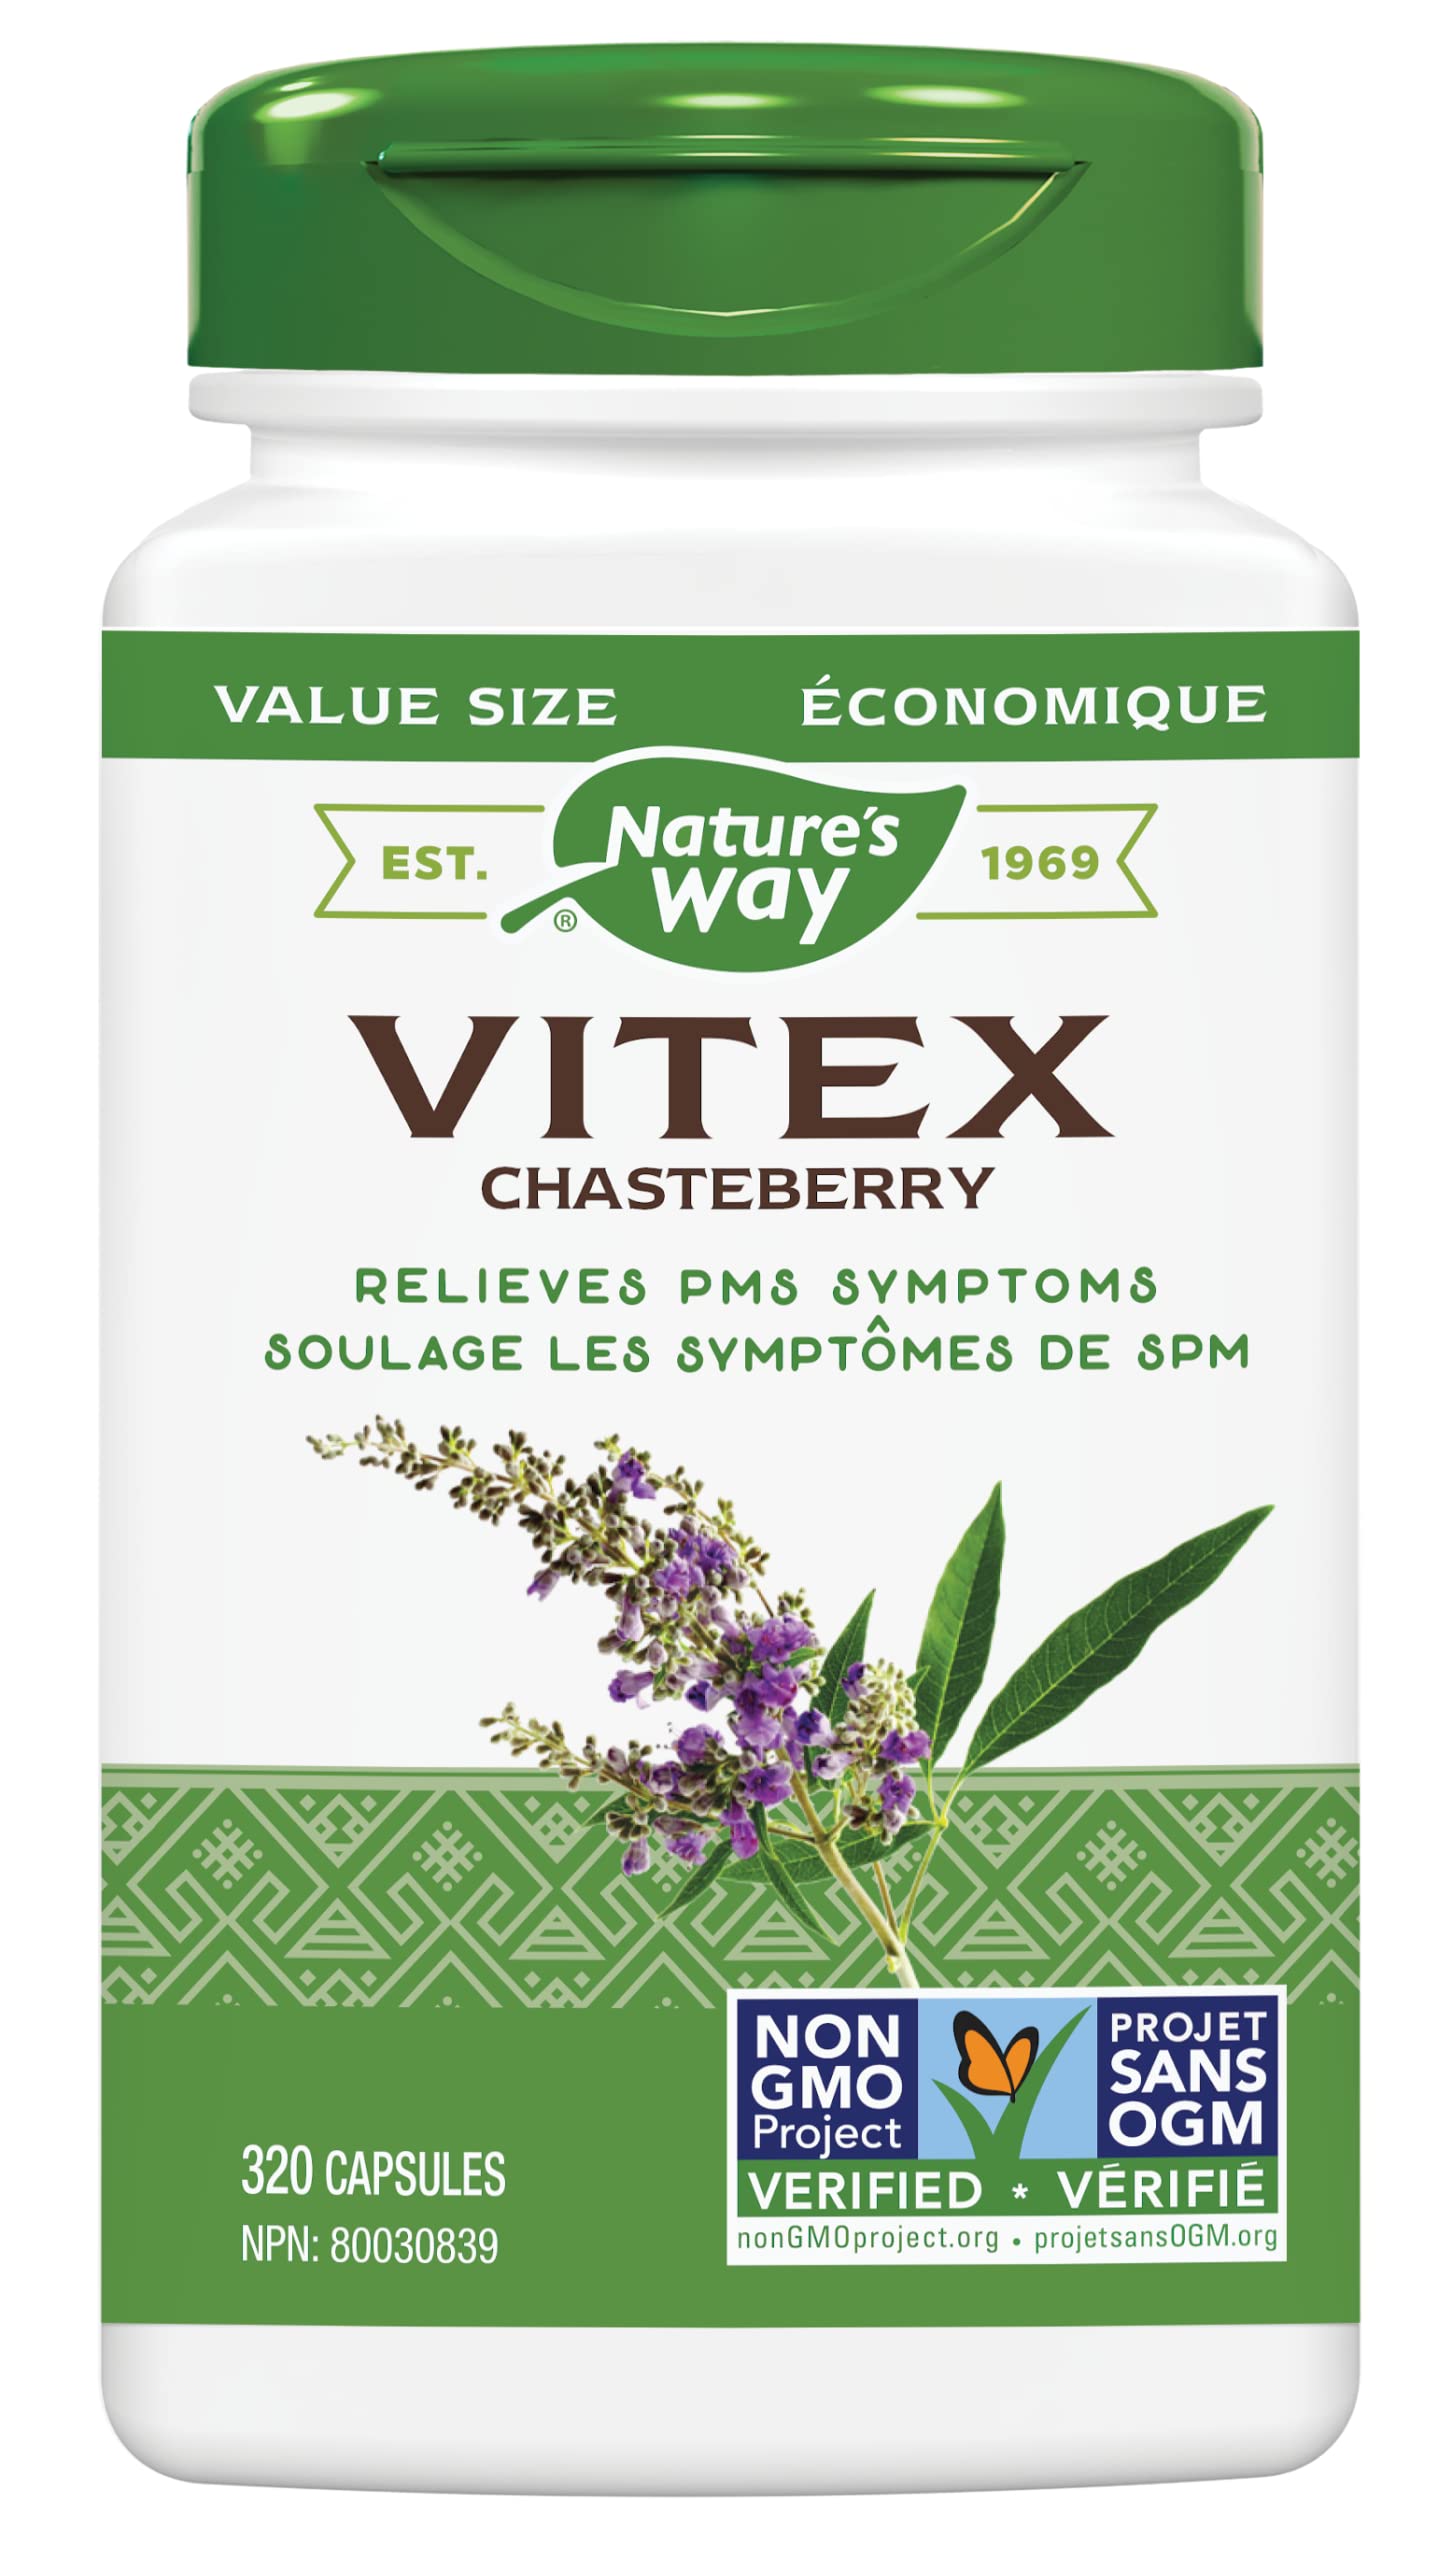 VALUE SIZE ÉCONOMIQUE
EST. Nature's Way ® 1969
VITEX
CHASTEBERRY
RELIEVES PMS SYMPTOMS
SOULAGE LES SYMPTÔMES DE SPM
NON GMO Project
PROJET SANS OGM
VERIFIED * VÉRIFIÉ
nonGMOproject.org • projetsansOGM.org
320 CAPSULES
NPN: 80030839